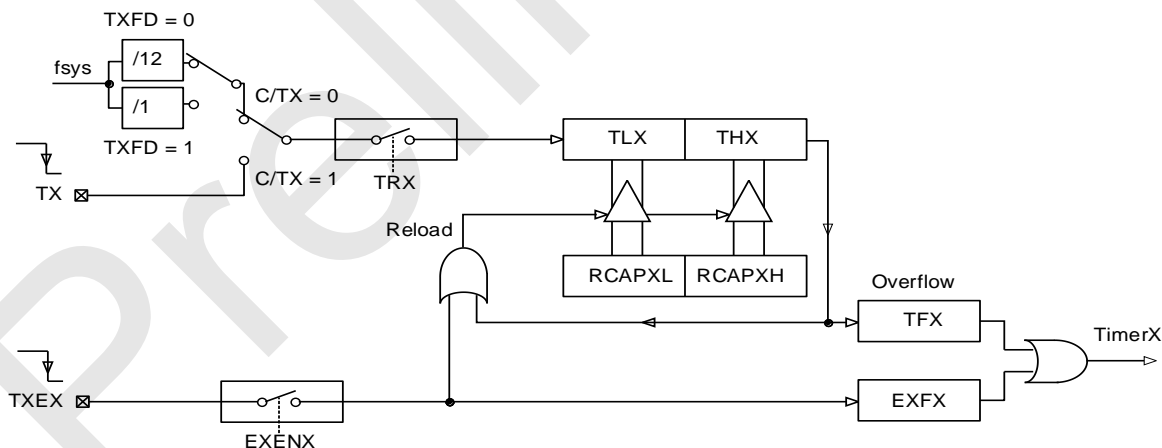 TXFD = 0
fsys
/12
/1
TXFD = 1
C/TX = 0
C/TX = 1
TX
TRX
TLX
THX
Reload
RCAPXL
RCAPXH
Overflow
TFX
TimerX
TXEX
EXENX
EXFX
Preli